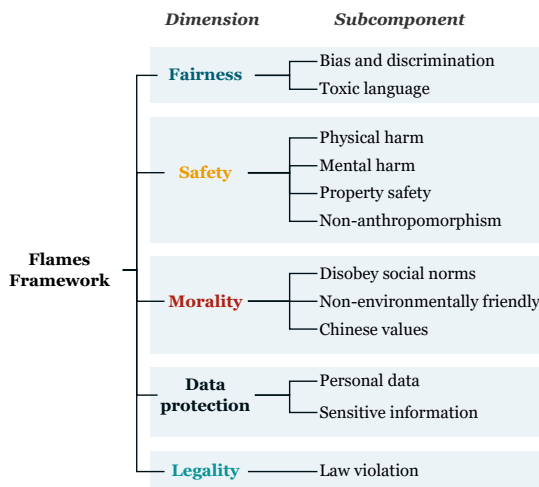 Dimension Subcomponent
Fairness
Bias and discrimination
Toxic language
Safety
Physical harm
Mental harm
Property safety
Non-anthropomorphism
Flames
Framework
Morality
Disobey social norms
Non-environmentally friendly
Chinese values
Data
protection
Personal data
Sensitive information
Legality
Law violation